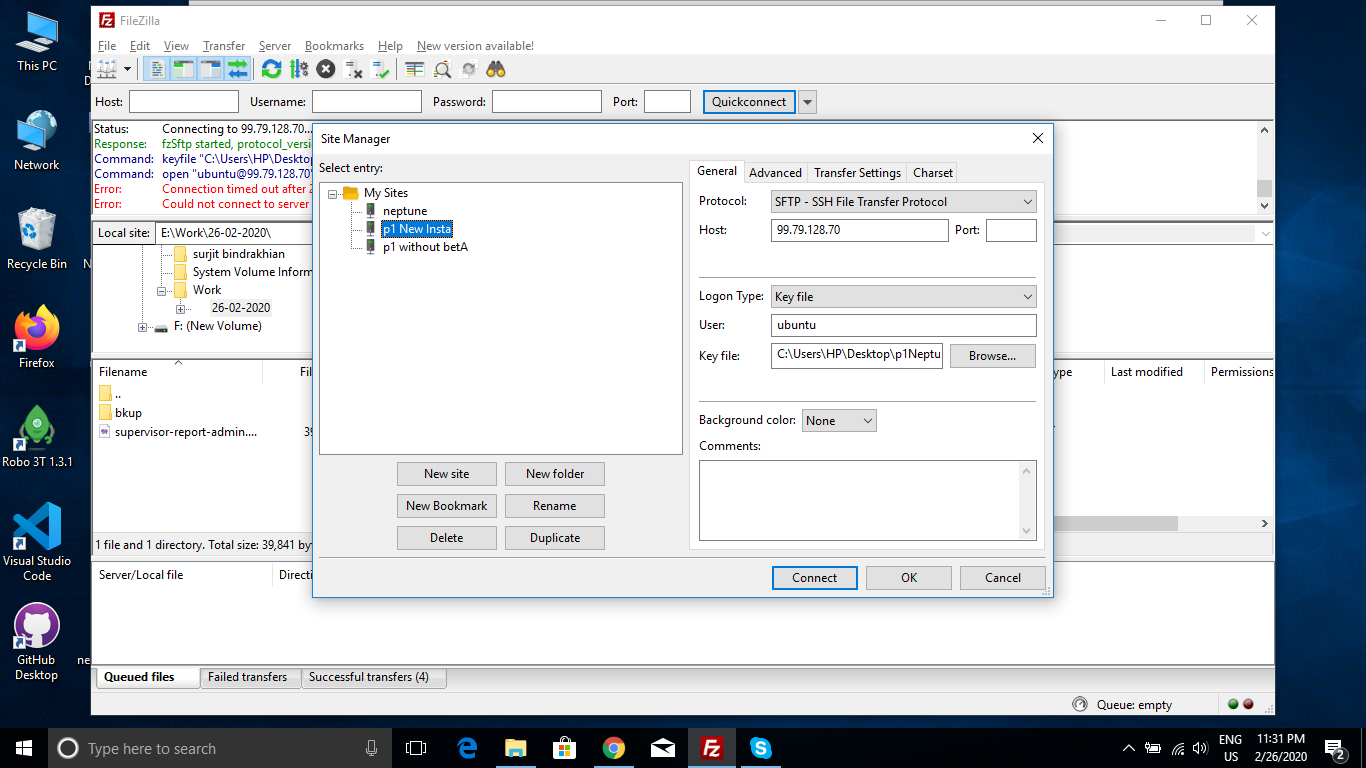 This PC
Network
Recycle Bin
Firefox
Robo 3T 1.3.1
Visual Studio
Code
GitHub
Desktop
ne
FileZilla
File Edit View Transfer Server Bookmarks Help New version available!
Host: Username: Password: Port: Quickconnect
Status: Connecting to 99.79.128.70...
Response: fzSftp started, protocol_versi
Command: keyfile "C:\Users\HP\Desktop
Command: open "ubuntu@99.79.128.70"
Error: Connection timed out after 2
Error: Could not connect to server
Local site: E:\Work\26-02-2020\
surjit bindrakhian
System Volume Inform
Work
26-02-2020
F: (New Volume)
Filename Fil
..
bkup
supervisor-report-admin.... 39
1 file and 1 directory. Total size: 39,841 by
Server/Local file Directi
ype Last modified Permissions
Site Manager
Select entry:
My Sites
neptune
p1 New Insta
p1 without betA
New site New folder
New Bookmark Rename
Delete Duplicate
General Advanced Transfer Settings Charset
Protocol: SFTP - SSH File Transfer Protocol
Host: 99.79.128.70 Port:
Logon Type: Key file
User: ubuntu
Key file: C:\Users\HP\Desktop\p1Neptu Browse...
Background color: None
Comments:
Connect OK Cancel
Queued files Failed transfers Successful transfers (4)
Queue: empty
Type here to search
ENG
US
11:31 PM
2/26/2020
2